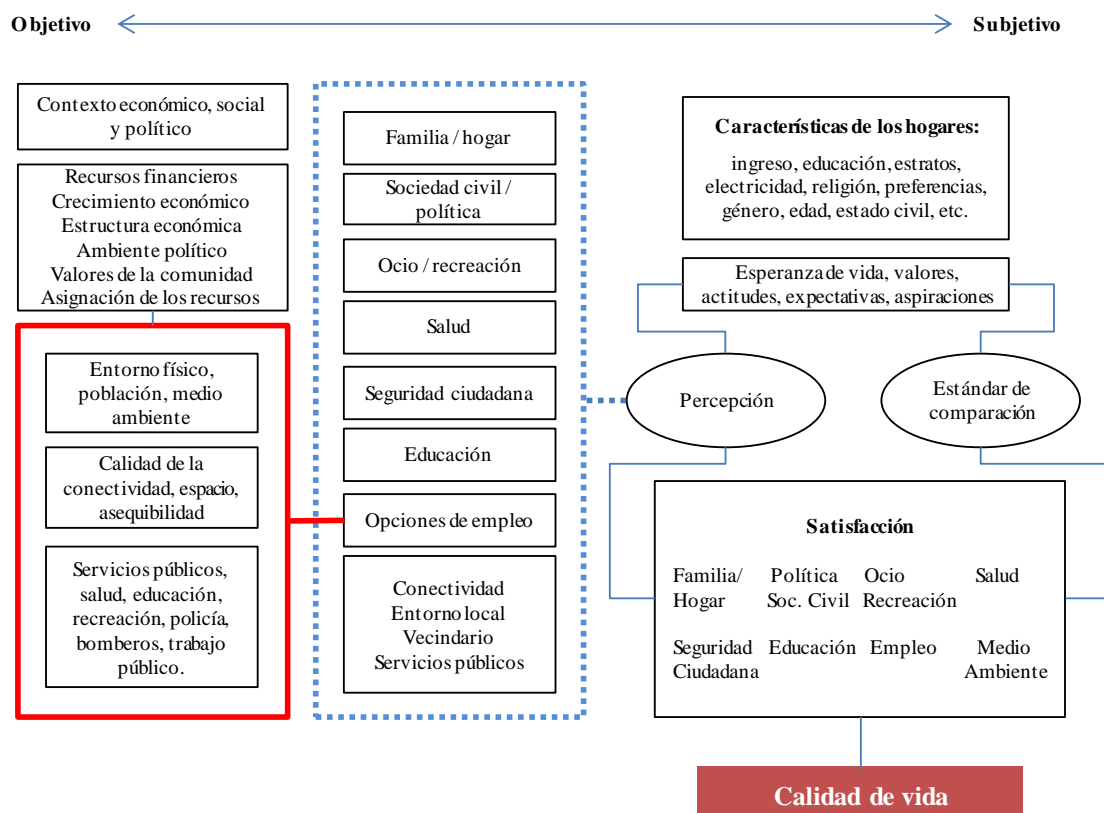 Objetivo
Subjetivo
Contexto económico, social
y político
Recursos financieros
Crecimiento económico
Estructura económica
Ambiente político
Valores de la comunidad
Asignación de los recursos
Entorno físico,
población, medio
ambiente
Calidad de la
conectividad, espacio,
asequibilidad
Servicios públicos,
salud, educación,
recreación, policía,
bomberos, trabajo
público.
Familia / hogar
Sociedad civil /
política
Ocio / recreación
Salud
Seguridad ciudadana
Educación
Opciones de empleo
Conectividad
Entorno local
Vecindario
Servicios públicos
Características de los hogares:
ingreso, educación, estratos,
electricidad, religión, preferencias,
género, edad, estado civil, etc.
Esperanza de vida, valores,
actitudes, expectativas, aspiraciones
Percepción
Estándar de
comparación
Satisfacción
Familia/ Política Ocio Salud
Hogar Soc. Civil Recreación
Seguridad Educación Empleo Medio
Ciudadana Ambiente
Calidad de vida